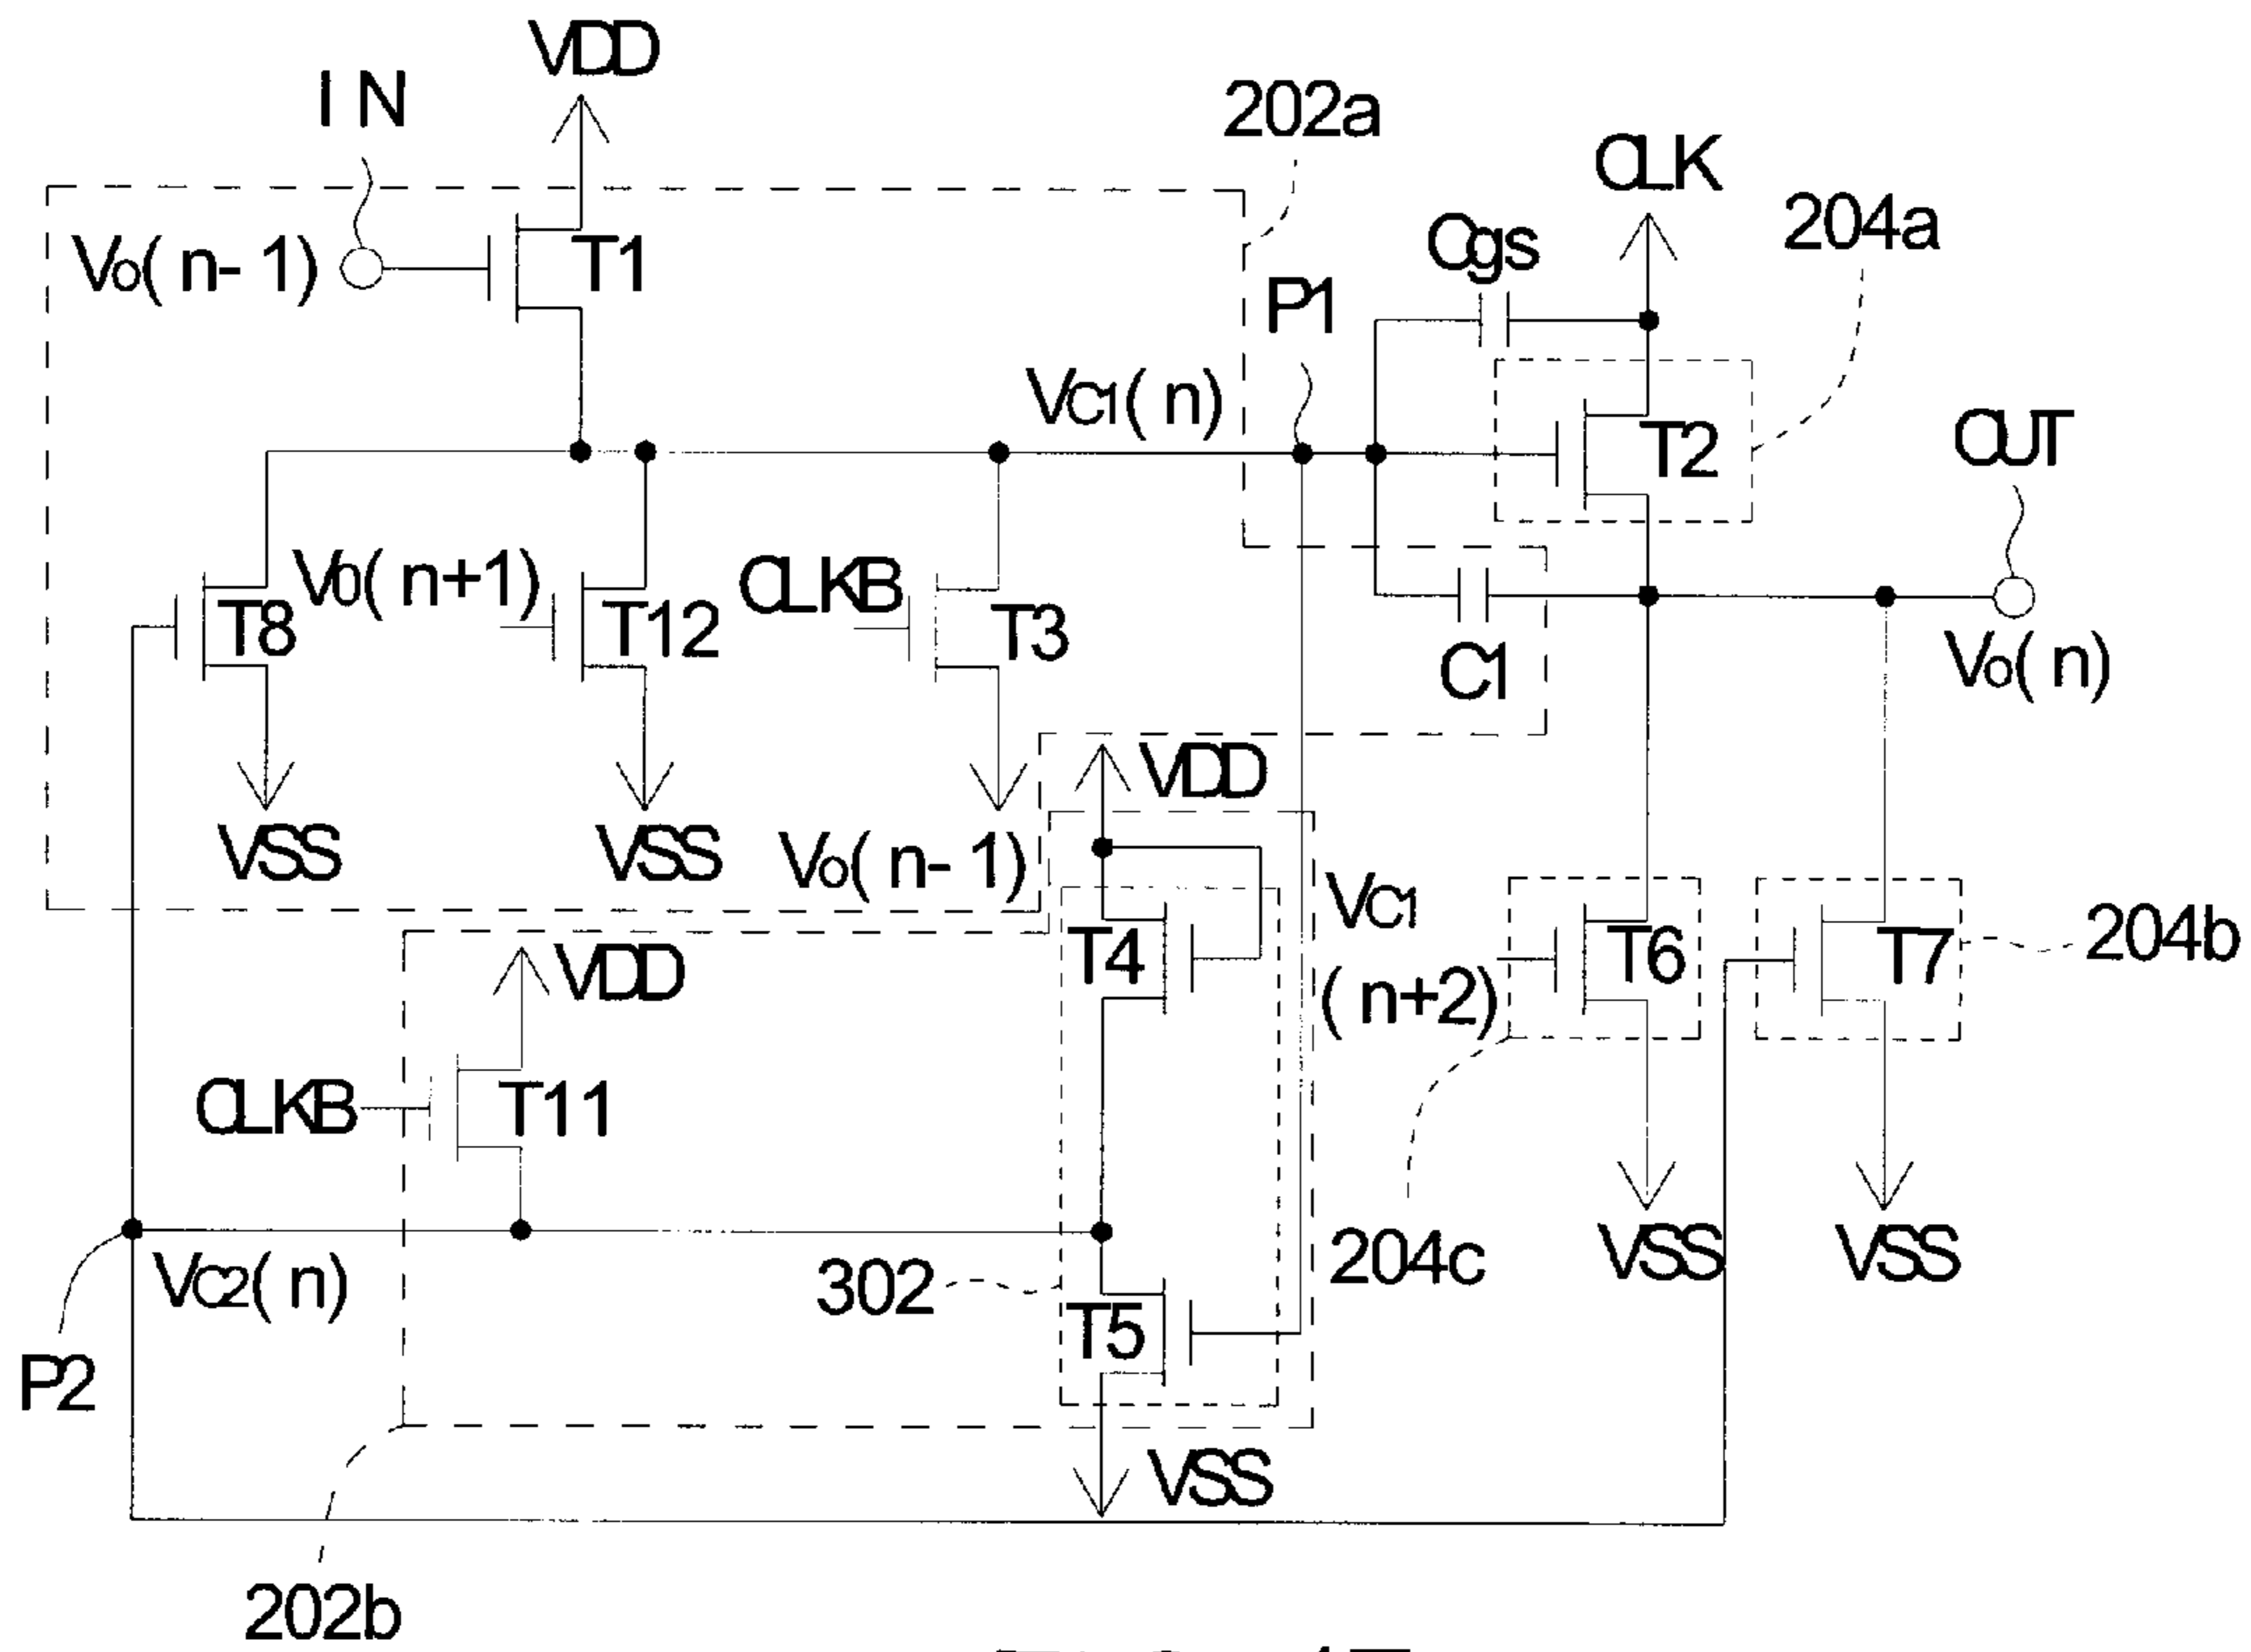 VDD
IN
202a
CLK
204a
Cgs
Vo(n-1)
T1
P1
VC1(n)
T2
OUT
T8
V0(n+1)
T12
CLKB
T3
C1
Vo(n)
VDD
VSS
VSS
Vo(n-1)
VC1
(n+2)
T4
T6
T7
204b
VDD
CLKB
T11
302
204c
VSS
VSS
VC2(n)
T5
P2
VSS
202b